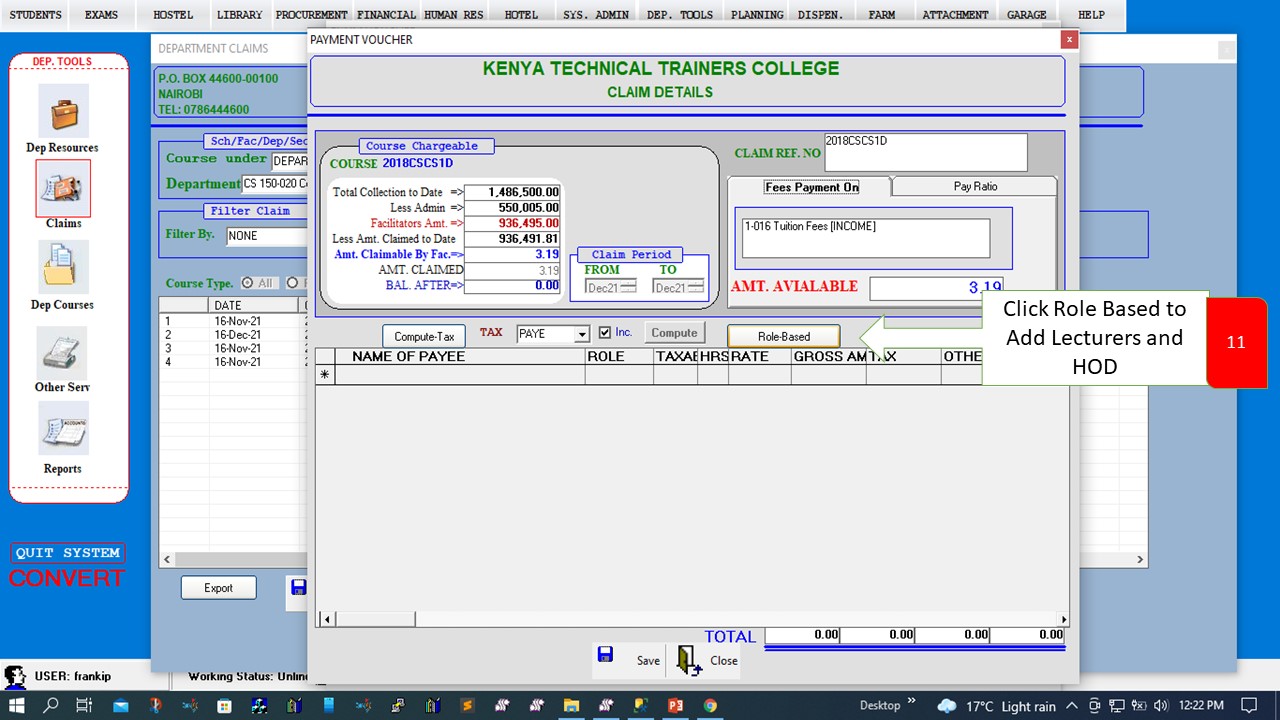 STUDENTS EXAMS HOSTEL LIBRARY PROCUREMENT FINANCIAL HUMAN RES HOTEL SYS. ADMIN DEP. TOOLS PLANNING DISPEN. FARM ATTACHMENT GARAGE HELP
DEP. TOOLS
Dep Resources
Claims
Dep Courses
Other Serv
Reports
QUIT SYSTEM
CONVERT
DEPARTMENT CLAIMS
P.O. BOX 44600-00100
NAIROBI
TEL: 0786444600
Sch/Fac/Dep/Sec
Course under DEPAR
Department CS 150-020
Filter Claim
Filter By. NONE
Course Type. All
DATE
1 16-Nov-21
2 16-Dec-21
3 16-Nov-21
4 16-Nov-21
Export
PAYMENT VOUCHER x
KENYA TECHNICAL TRAINERS COLLEGE
CLAIM DETAILS
Course Chargeable
COURSE 2018CSCS1D
Total Collection to Date => 1,486,500.00
Less Admin => 550,005.00
Facilitators Amt. => 936,495.00
Less Amt. Claimed to Date 936,491.81
Amt. Claimable By Fac.=> 3.19
AMT. CLAIMED 3.19
BAL. AFTER=> 0.00
Claim Period
FROM TO
Dec21 Dec21
CLAIM REF. NO 2018CSCS1D
Fees Payment On Pay Ratio
1-016 Tuition Fees [INCOME]
AMT. AVIALABLE 3.19
Compute-Tax TAX PAYE Inc. Compute Role-Based
Click Role Based to
Add Lecturers and
HOD
11
NAME OF PAYEE ROLE TAXAE HRS RATE GROSS AM TAX OTHE
*
TOTAL 0.00 0.00 0.00 0.00
Save Close
USER: frankip Working Status: Unlin
Desktop 17°C Light rain 12:22 PM